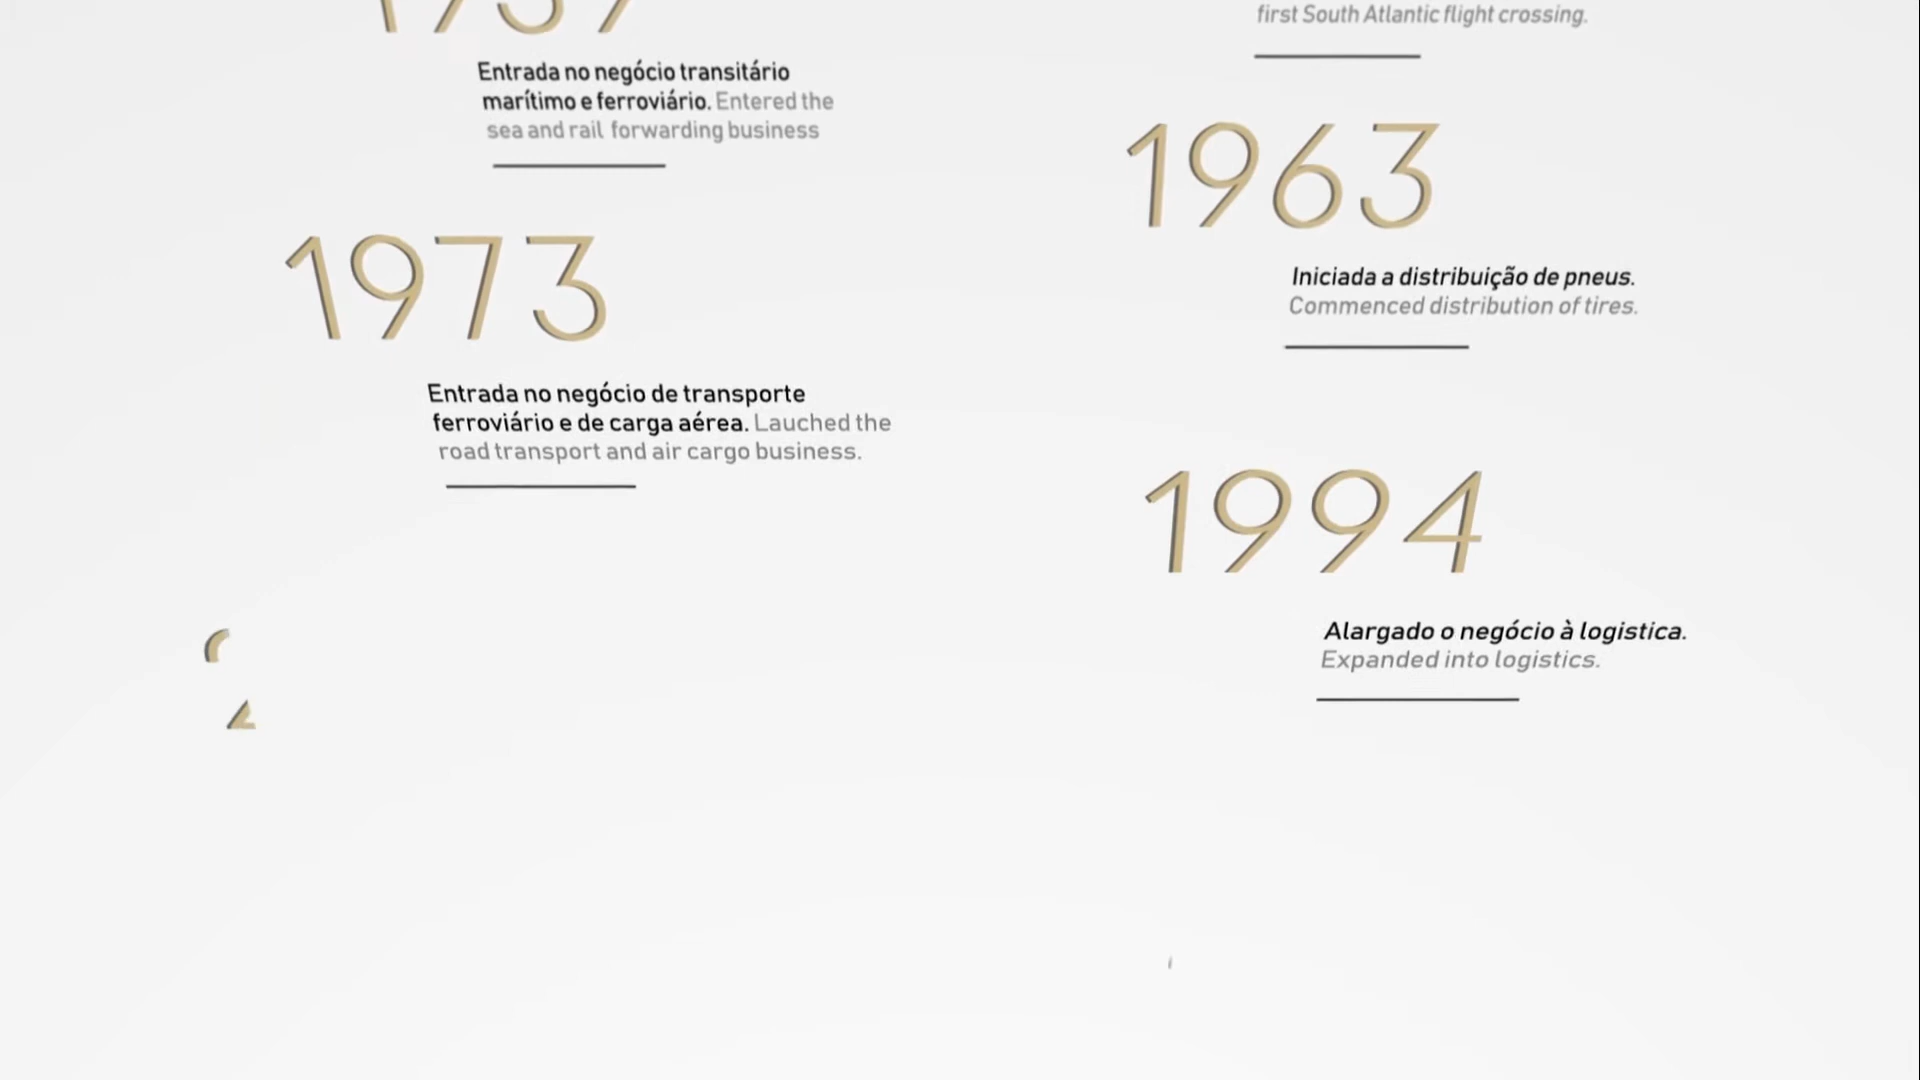 Entrada no negócio transitário
marítimo e ferroviário. Entered the
sea and rail forwarding business
1973
Entrada no negócio de transporte
ferroviário e de carga aérea. Lauched the
road transport and air cargo business.
first South Atlantic flight crossing.
1963
Iniciada a distribuição de pneus.
Commenced distribution of tires.
1994
Alargado o negócio à logistica.
Expanded into logistics.